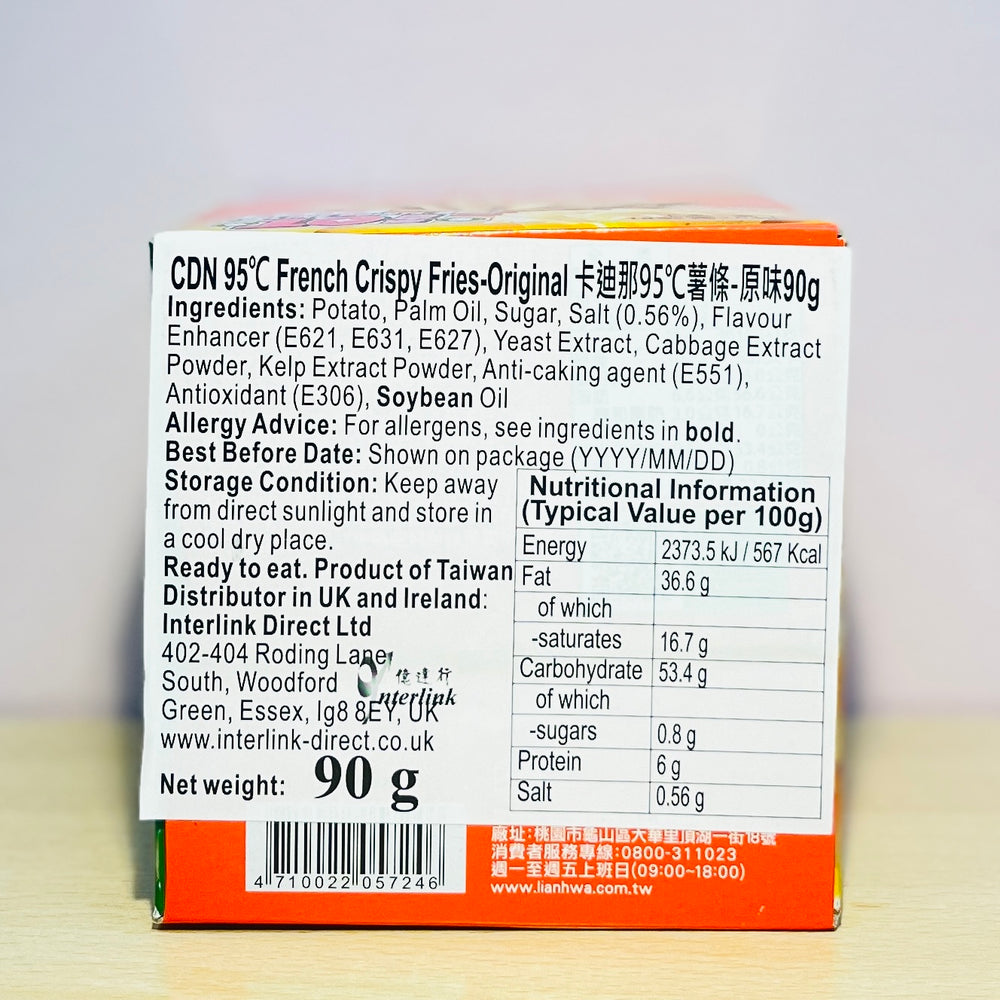 CDN 95℃ French Crispy Fries-Original 卡迪那95℃薯條-原味90g
Ingredients: Potato, Palm Oil, Sugar, Salt (0.56%), Flavour
Enhancer (E621, E631, E627), Yeast Extract, Cabbage Extract
Powder, Kelp Extract Powder, Anti-caking agent (E551),
Antioxidant (E306), Soybean Oil
Allergy Advice: For allergens, see ingredients in bold.
Best Before Date: Shown on package (YYYY/MM/DD)
Storage Condition: Keep away
from direct sunlight and store in
a cool dry place.
Ready to eat. Product of Taiwan
Distributor in UK and Ireland:
Interlink Direct Ltd
402-404 Roding Lane
South, Woodford
Green, Essex, Ig8 8EY, UK
www.interlink-direct.co.uk
億達行
Interlink
Net weight: 90 g
Nutritional Information
(Typical Value per 100g)
Energy 2373.5 kJ / 567 Kcal
Fat 36.6 g
of which
-saturates 16.7 g
Carbohydrate 53.4 g
of which
-sugars 0.8 g
Protein 6 g
Salt 0.56 g
4 710022 057246
廠址:桃園市龜山區大華里頂湖一街18號
消費者服務專線:0800-311023
週一至週五上班日(09:00~18:00)
www.lianhwa.com.tw